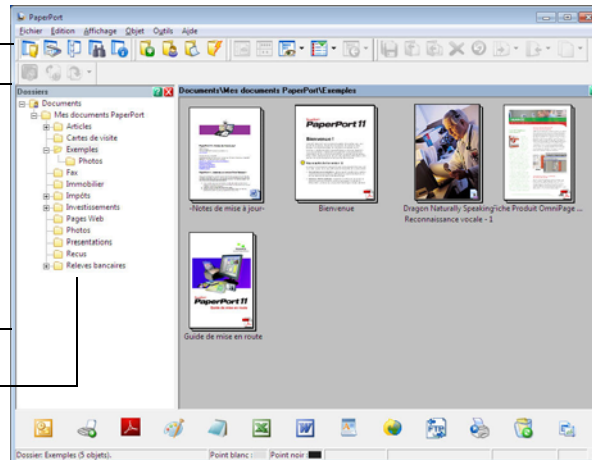 PaperPort
Fichier Edition Affichage Objet Outils Aide
Dossiers
Documents\Mes documents PaperPort\Exemples
Documents
Mes documents PaperPort
Articles
Cartes de visite
Exemples
Photos
Fax
Immobilier
Impôts
Investissements
Pages Web
Photos
Presentations
Recus
Releves bancaires
PaperPort
Bienvenue !
-Notes de mise à jour-
Bienvenue
Dragon Naturally Speaking
Reconnaissance vocale - 1
Fiche Produit OmniPage ...
PaperPort 11
Guide de mise en route
Guide de mise en route
FTP
Dossier: Exemples (5 objets).
Point blanc :
Point noir :